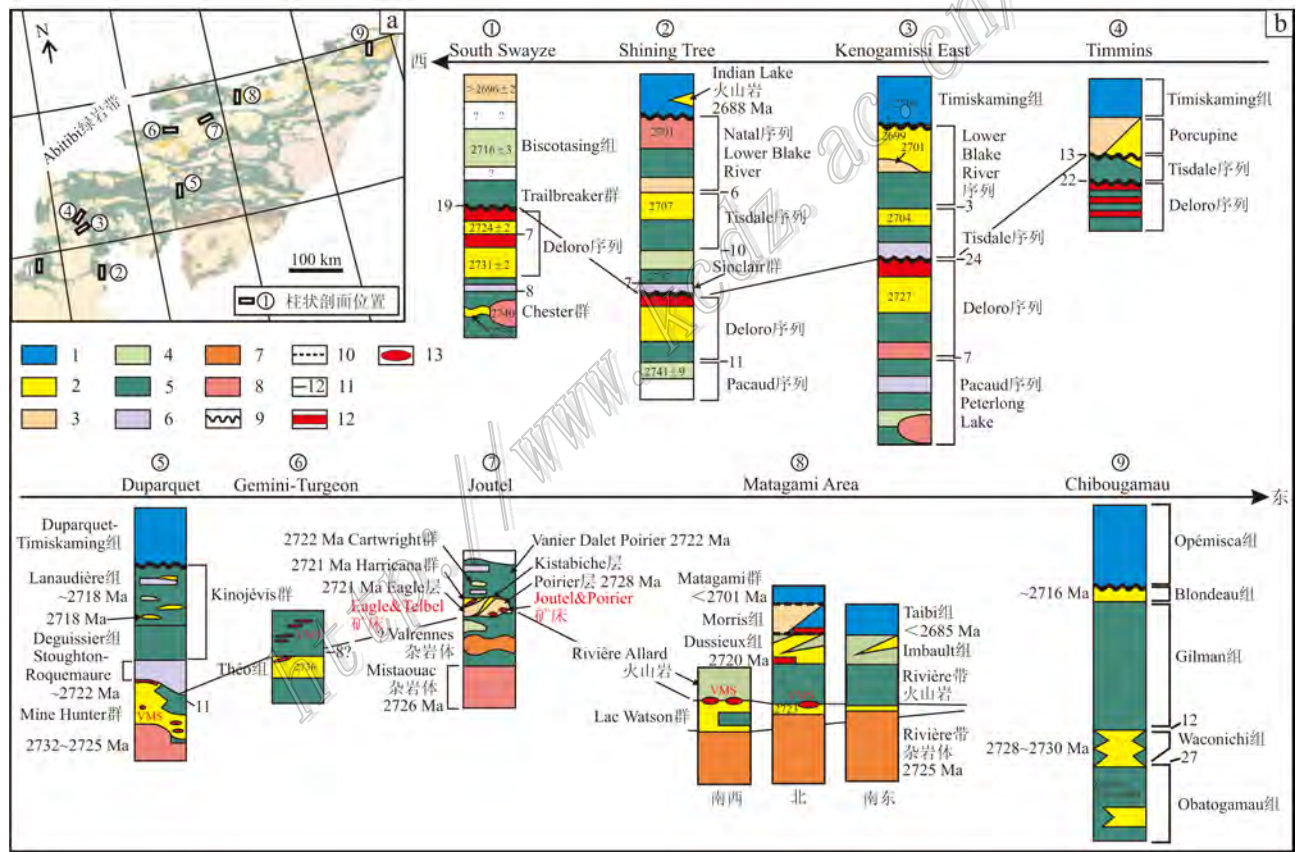 a
N
Abitibi绿岩带
⑨
⑧
⑥
⑦
⑤
④
③
①
②
100 km
① 柱状剖面位置
b
西
①
South Swayze
②
Shining Tree
③
Kenogamissi East
④
Timmins
>2696±2
? ?
2716±3
?
Biscotasing组
Trailbreaker群
19
2724±2
7
2731±2
Deloro序列
8
2740
Chester群
Indian Lake
火山岩
2688 Ma
2701
Natal序列
Lower Blake
River
6
2707
Tisdale序列
10
Sinclair群
7
Deloro序列
11
2741±9
Pacaud序列
Timiskaming组
2699
2701
Lower
Blake
River
序列
3
2704
Tisdale序列
24
2727
Deloro序列
7
Pacaud序列
Peterlong
Lake
Timiskaming组
Porcupine
13
Tisdale序列
22
Deloro序列
1
4
7
10
13
2
5
8
12
11
3
6
9
12
东
⑤
Duparquet
⑥
Gemini-Turgeon
⑦
Joutel
⑧
Matagami Area
⑨
Chibougamau
Duparquet-
Timiskaming组
Lanaudière组
~2718 Ma
2718 Ma
Deguissier组
Kinojévis群
Stoughton-
Roquemaure
~2722 Ma
11
Mine Hunter群
VMS
2732~2725 Ma
VMS
8?
Théo组
2736
2722 Ma Cartwright群
2721 Ma Harricana群
2721 Ma Eagle层
Eagle&Telbel
矿床
Vanier Dalet Poirier 2722 Ma
Kistabiche层
Poirier层 2728 Ma
Joutel&Poirier
矿床
Valrennes
杂岩体
Mistaouac
杂岩体
2726 Ma
Matagami群
<2701 Ma
Morris组
Dussieux组
2720 Ma
Rivière Allard
火山岩
VMS
VMS
Lac Watson群
南西
北
南东
Taibi组
<2685 Ma
Imbault组
Rivière带
火山岩
Rivière带
杂岩体
2725 Ma
Opémisca组
~2716 Ma
Blondeau组
Gilman组
12
2728~2730 Ma
Waconichi组
27
Obatogamau组
http://www.kcdz.ac.cn/